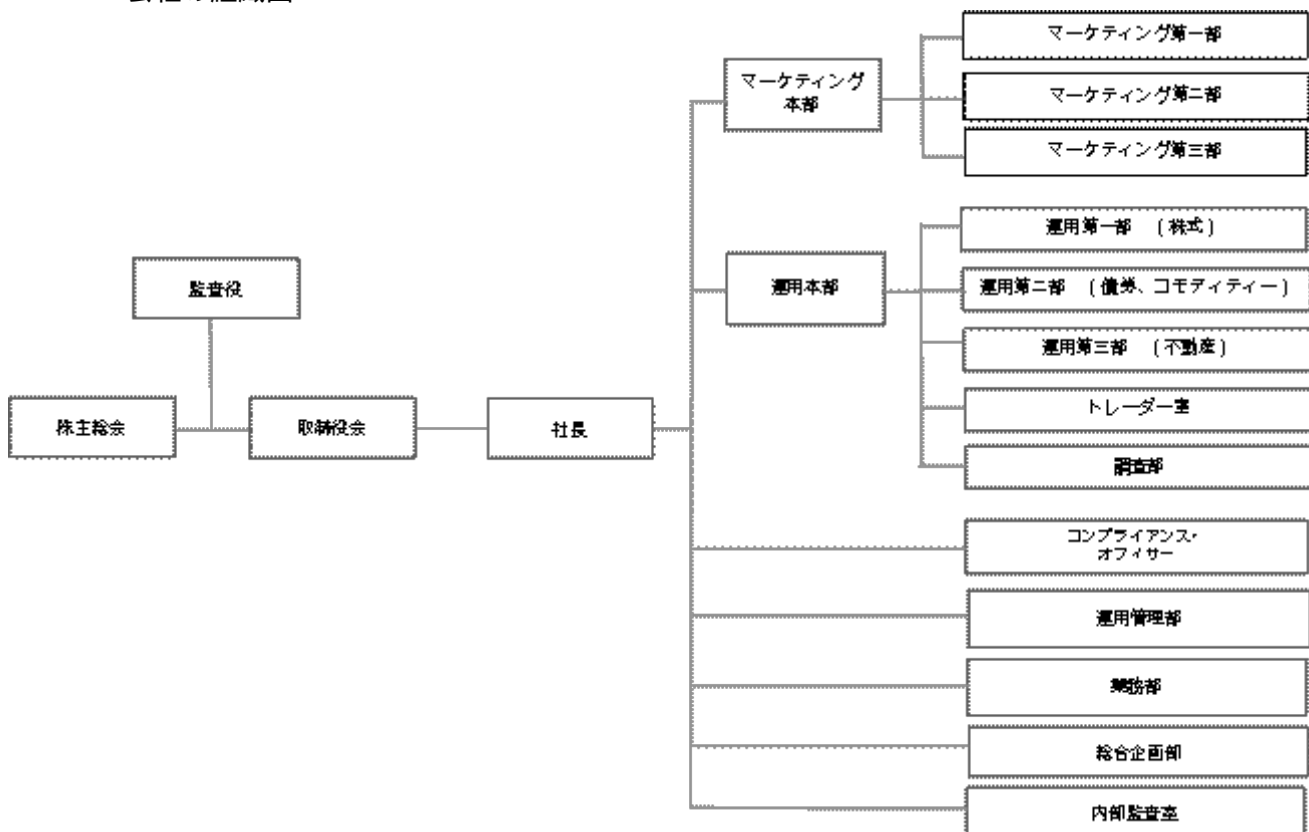 マーケティング第一部
マーケティング
本部
マーケティング第二部
マーケティング第三部
運用第一部 (株式)
監査役
運用本部
運用第二部 (債券、コモディティー)
運用第三部 (不動産)
トレーダー室
株主総会
取締役会
社長
調査部
コンプライアンス・
オフィサー
運用管理部
業務部
総合企画部
内部監査室